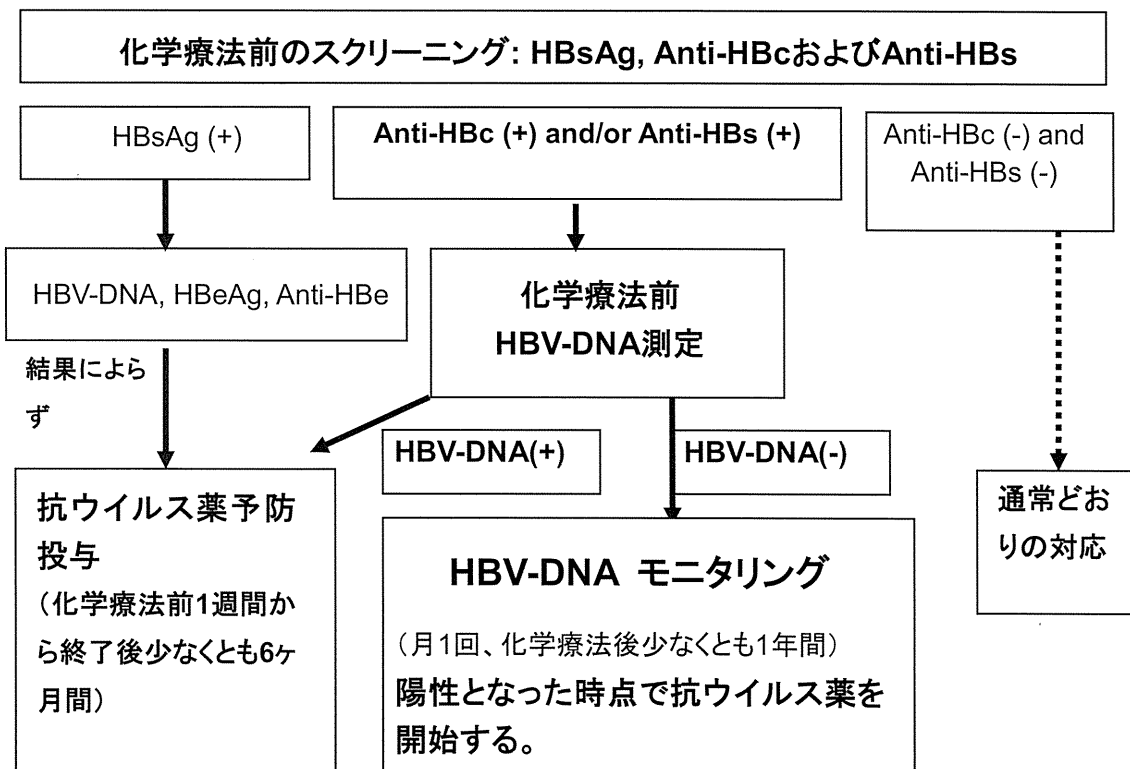 化学療法前のスクリーニング: HBsAg, Anti-HBcおよびAnti-HBs
HBsAg (+)
Anti-HBc (+) and/or Anti-HBs (+)
Anti-HBc (-) and
Anti-HBs (-)
HBV-DNA, HBeAg, Anti-HBe
化学療法前
HBV-DNA測定
結果によら
ず
HBV-DNA(+)
HBV-DNA(-)
抗ウイルス薬予防
投与
（化学療法前1週間か
ら終了後少なくとも6ヶ
月間）
HBV-DNA モニタリング
（月1回、化学療法後少なくとも1年間）
陽性となった時点で抗ウイルス薬を
開始する。
通常どお
りの対応